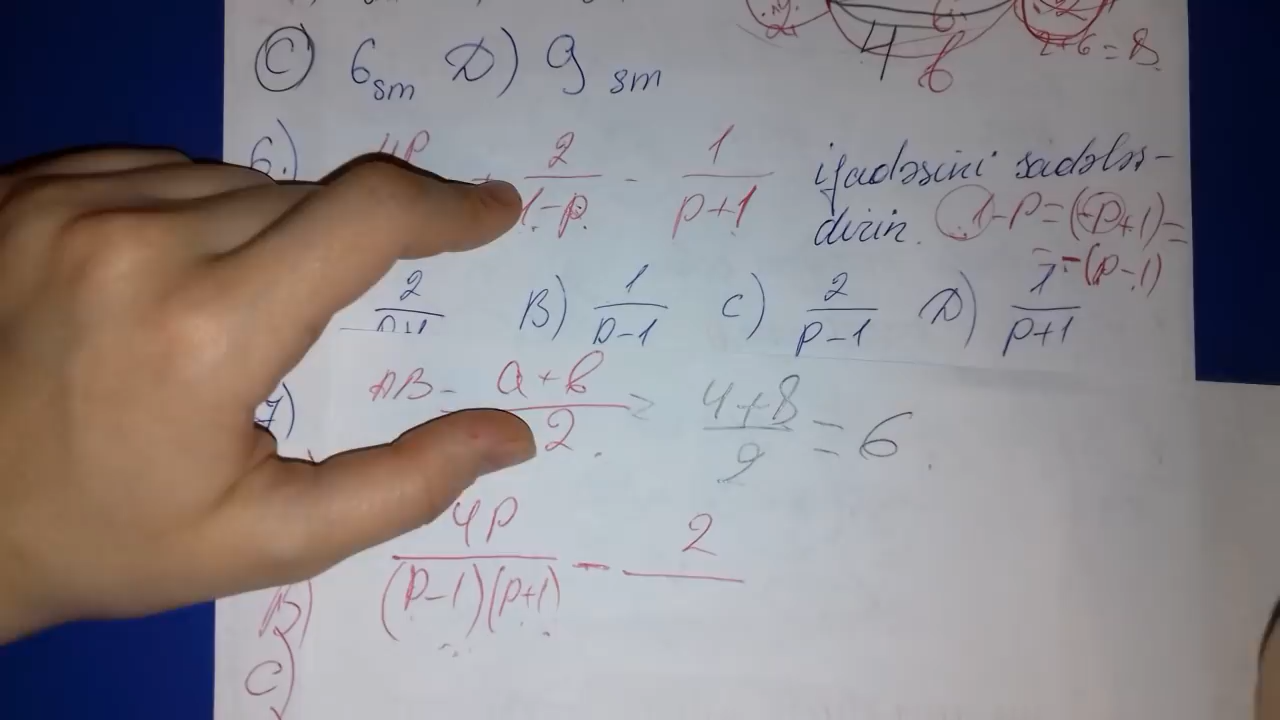 2+6=8.
4 6
C) 6 sm D) 9 sm
6.) 4P + 2/1-p - 1/p+1 ifadəsini sadələş-
dirin. 1-P=(-p+1)=
=-(p-1)
2/p+1 B) 1/p-1 C) 2/p-1 D) 1/p+1
7) AB = a+b/2 = 4+8/2 = 6.
4P/(p-1)(p+1) - 2
B)
C)